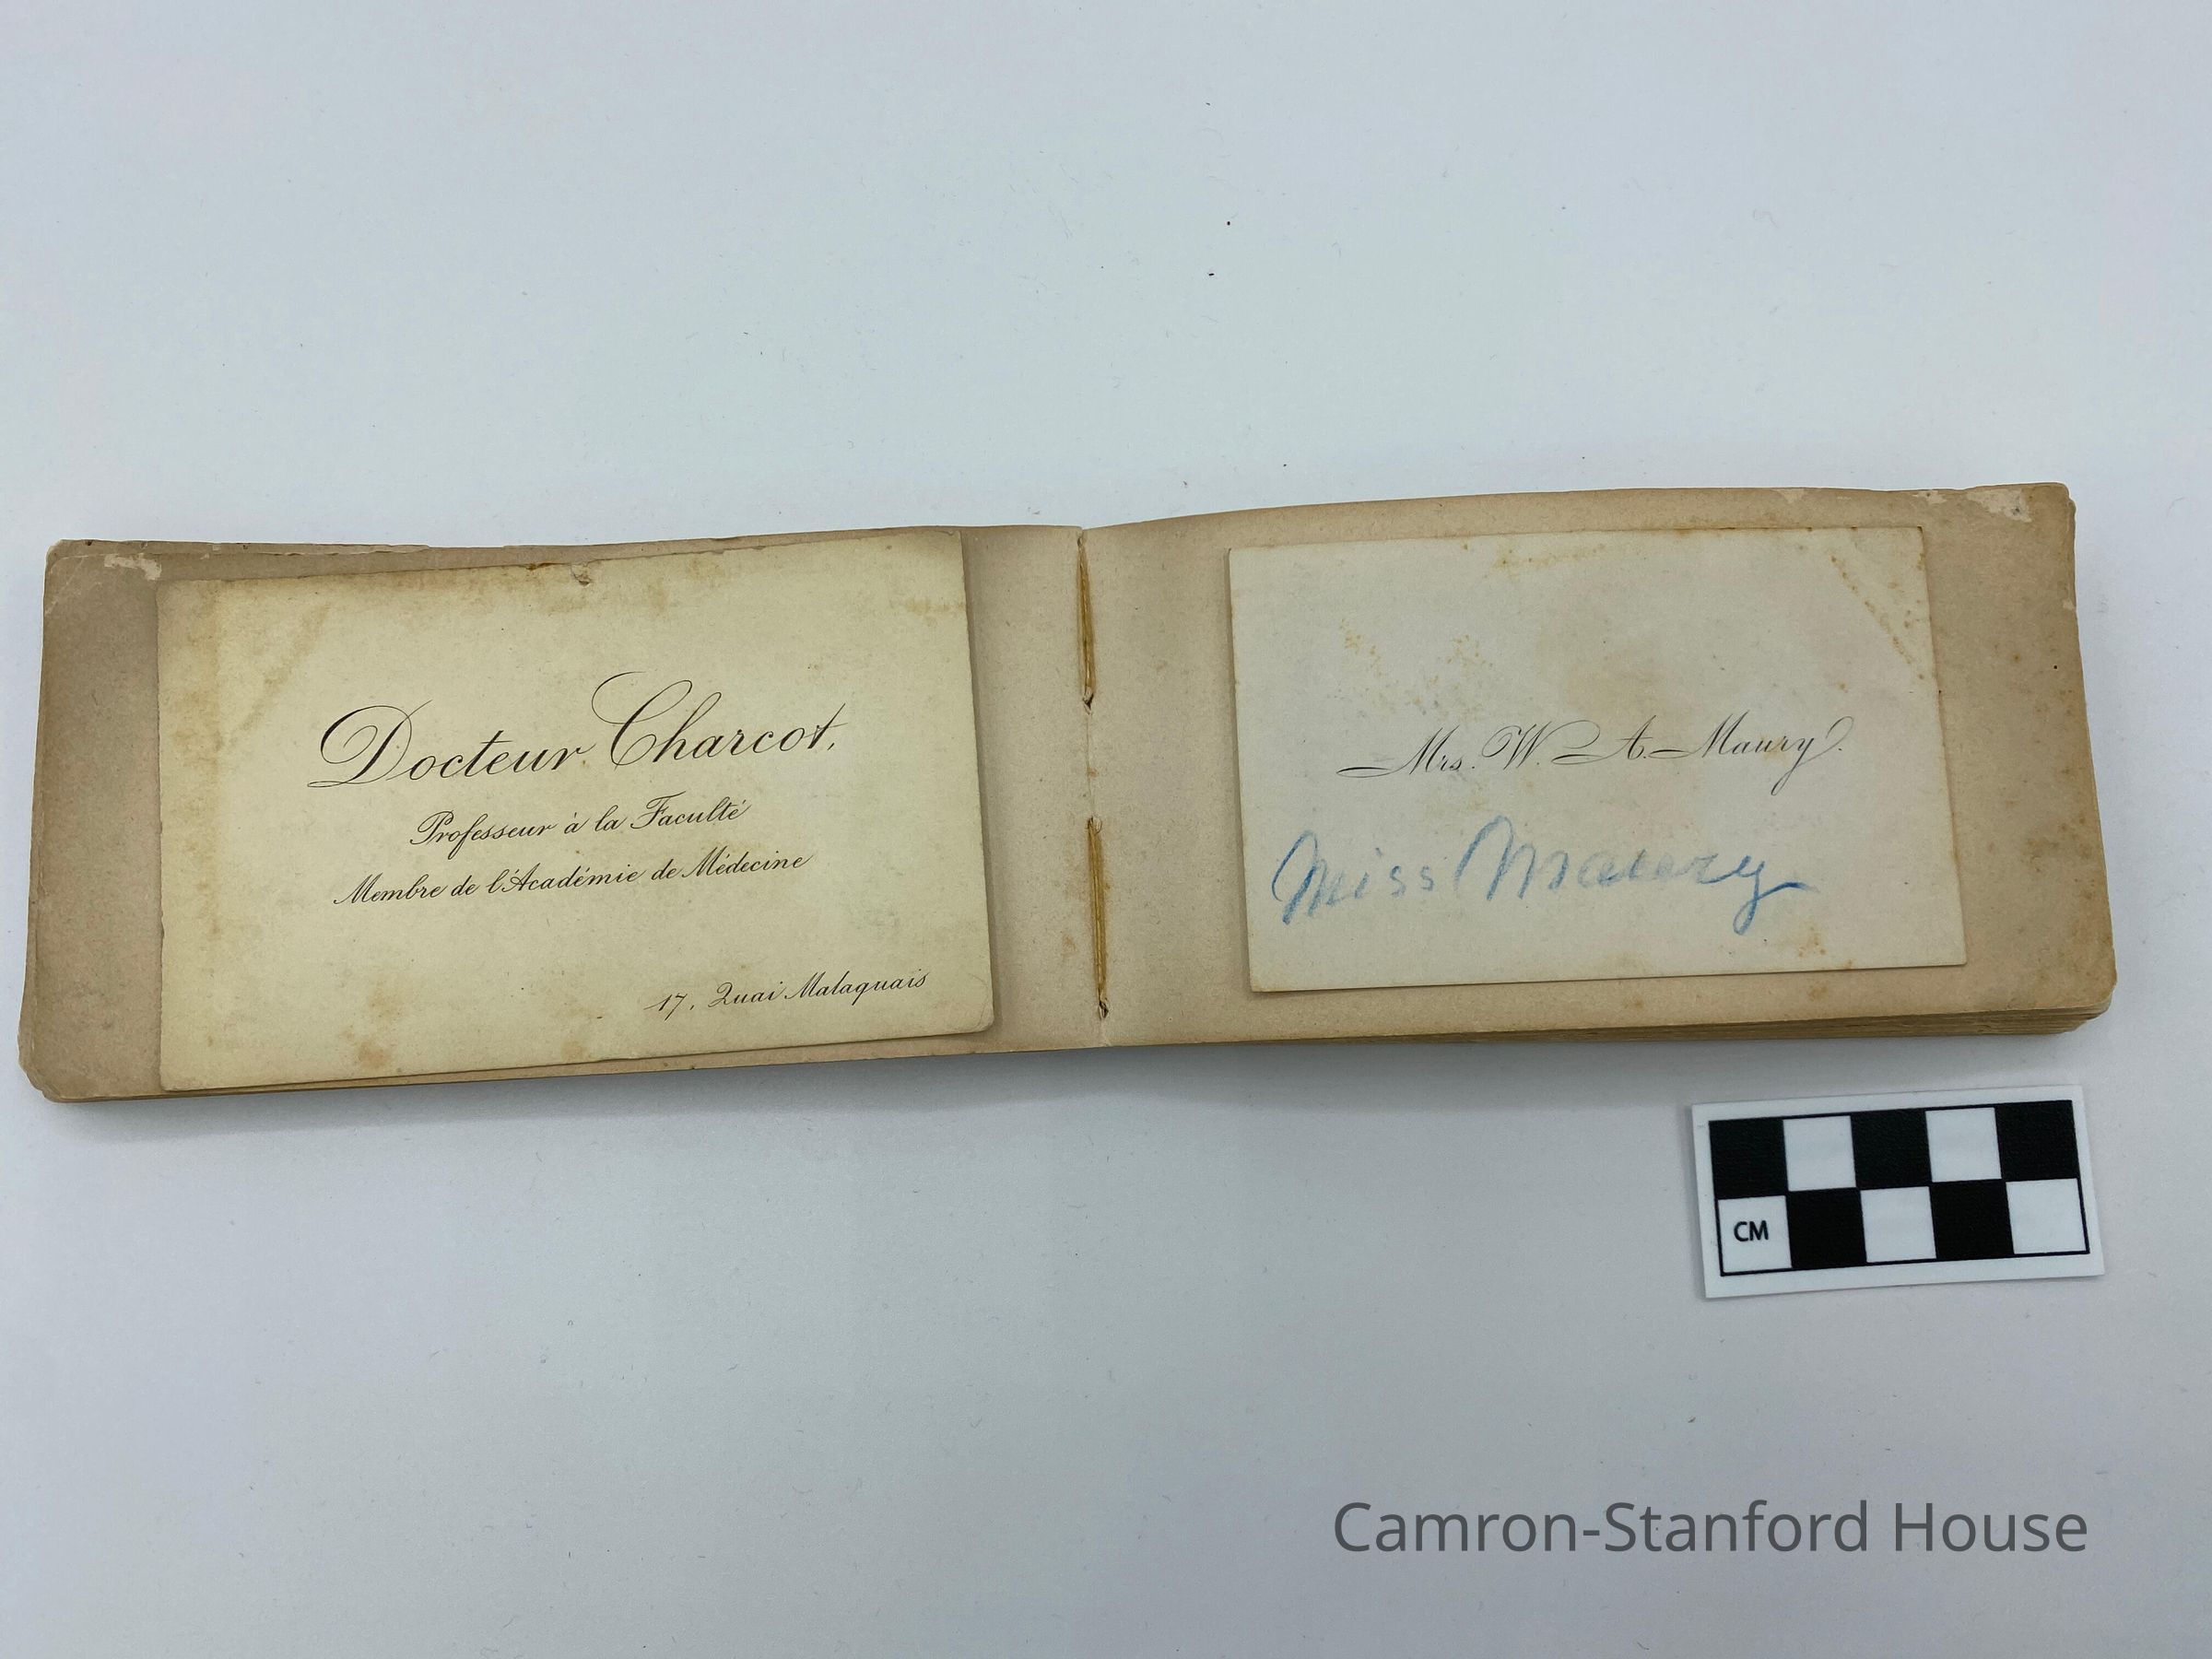 Docteur Charcot,
Professeur à la Faculté
Membre de l'Académie de Médecine
17, Quai Malaquais
Mrs. W. A. Maury.
Miss Maury
CM
Camron-Stanford House